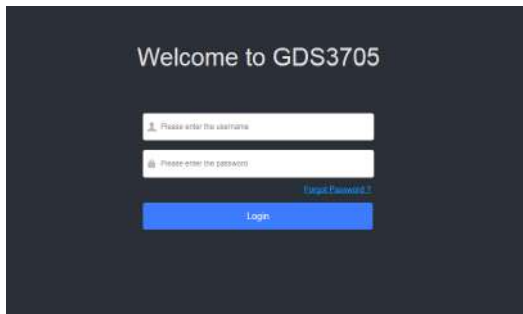 Welcome to GDS3705
Please enter the username
Please enter the password
Forgot Password ?
Login